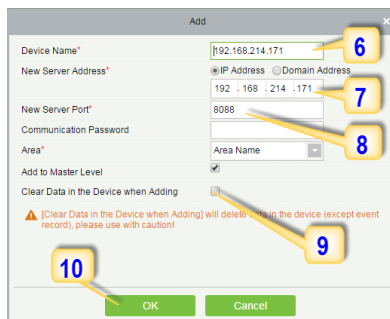 Add
×
Device Name* 192.168.214.171 6
New Server Address* IP Address Domain Address
192 . 168 . 214 . 171 7
New Server Port* 8088 8
Communication Password
Area* Area Name
Add to Master Level
Clear Data in the Device when Adding 9
[Clear Data in the Device when Adding] will delete data in the device (except event
record), please use with caution!
10
OK Cancel